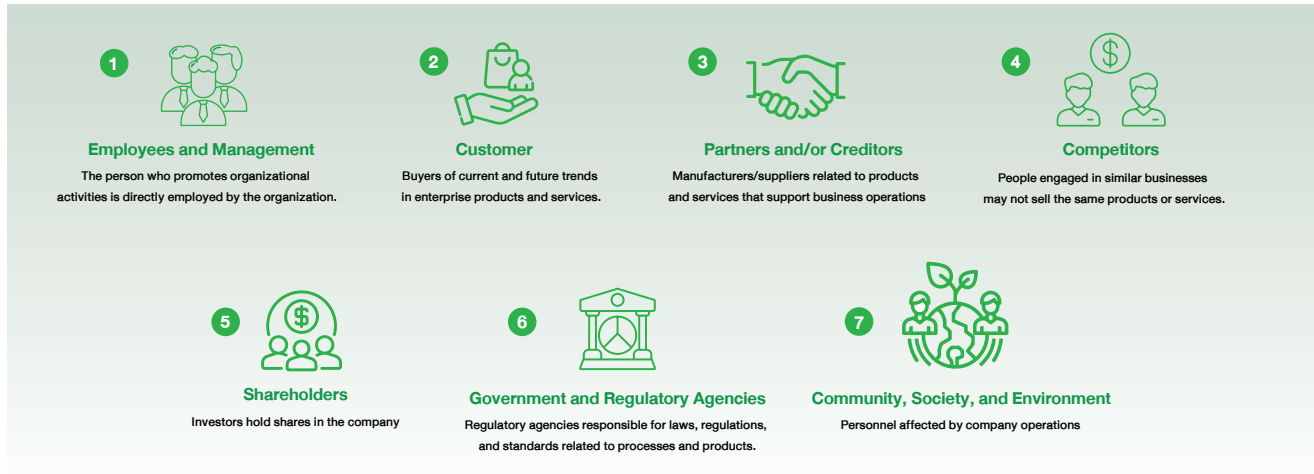 1
Employees and Management
The person who promotes organizational
activities is directly employed by the organization.
2
Customer
Buyers of current and future trends
in enterprise products and services.
3
Partners and/or Creditors
Manufacturers/suppliers related to products
and services that support business operations
4
Competitors
People engaged in similar businesses
may not sell the same products or services.
5
Shareholders
Investors hold shares in the company
6
Government and Regulatory Agencies
Regulatory agencies responsible for laws, regulations,
and standards related to processes and products.
7
Community, Society, and Environment
Personnel affected by company operations